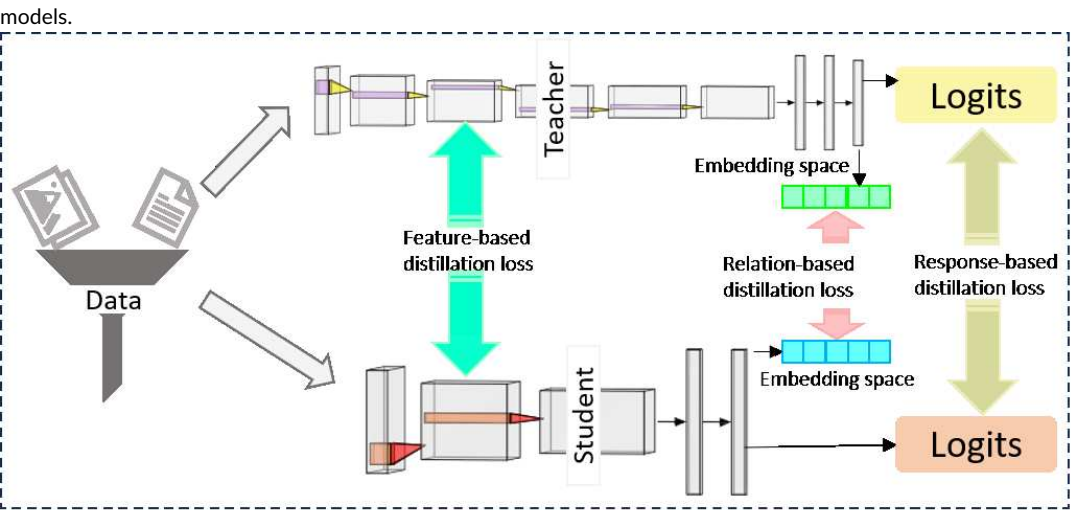 models.
Teacher
Logits
Embedding space
Data
Feature-based
distillation loss
Relation-based
distillation loss
Response-based
distillation loss
Embedding space
Student
Logits